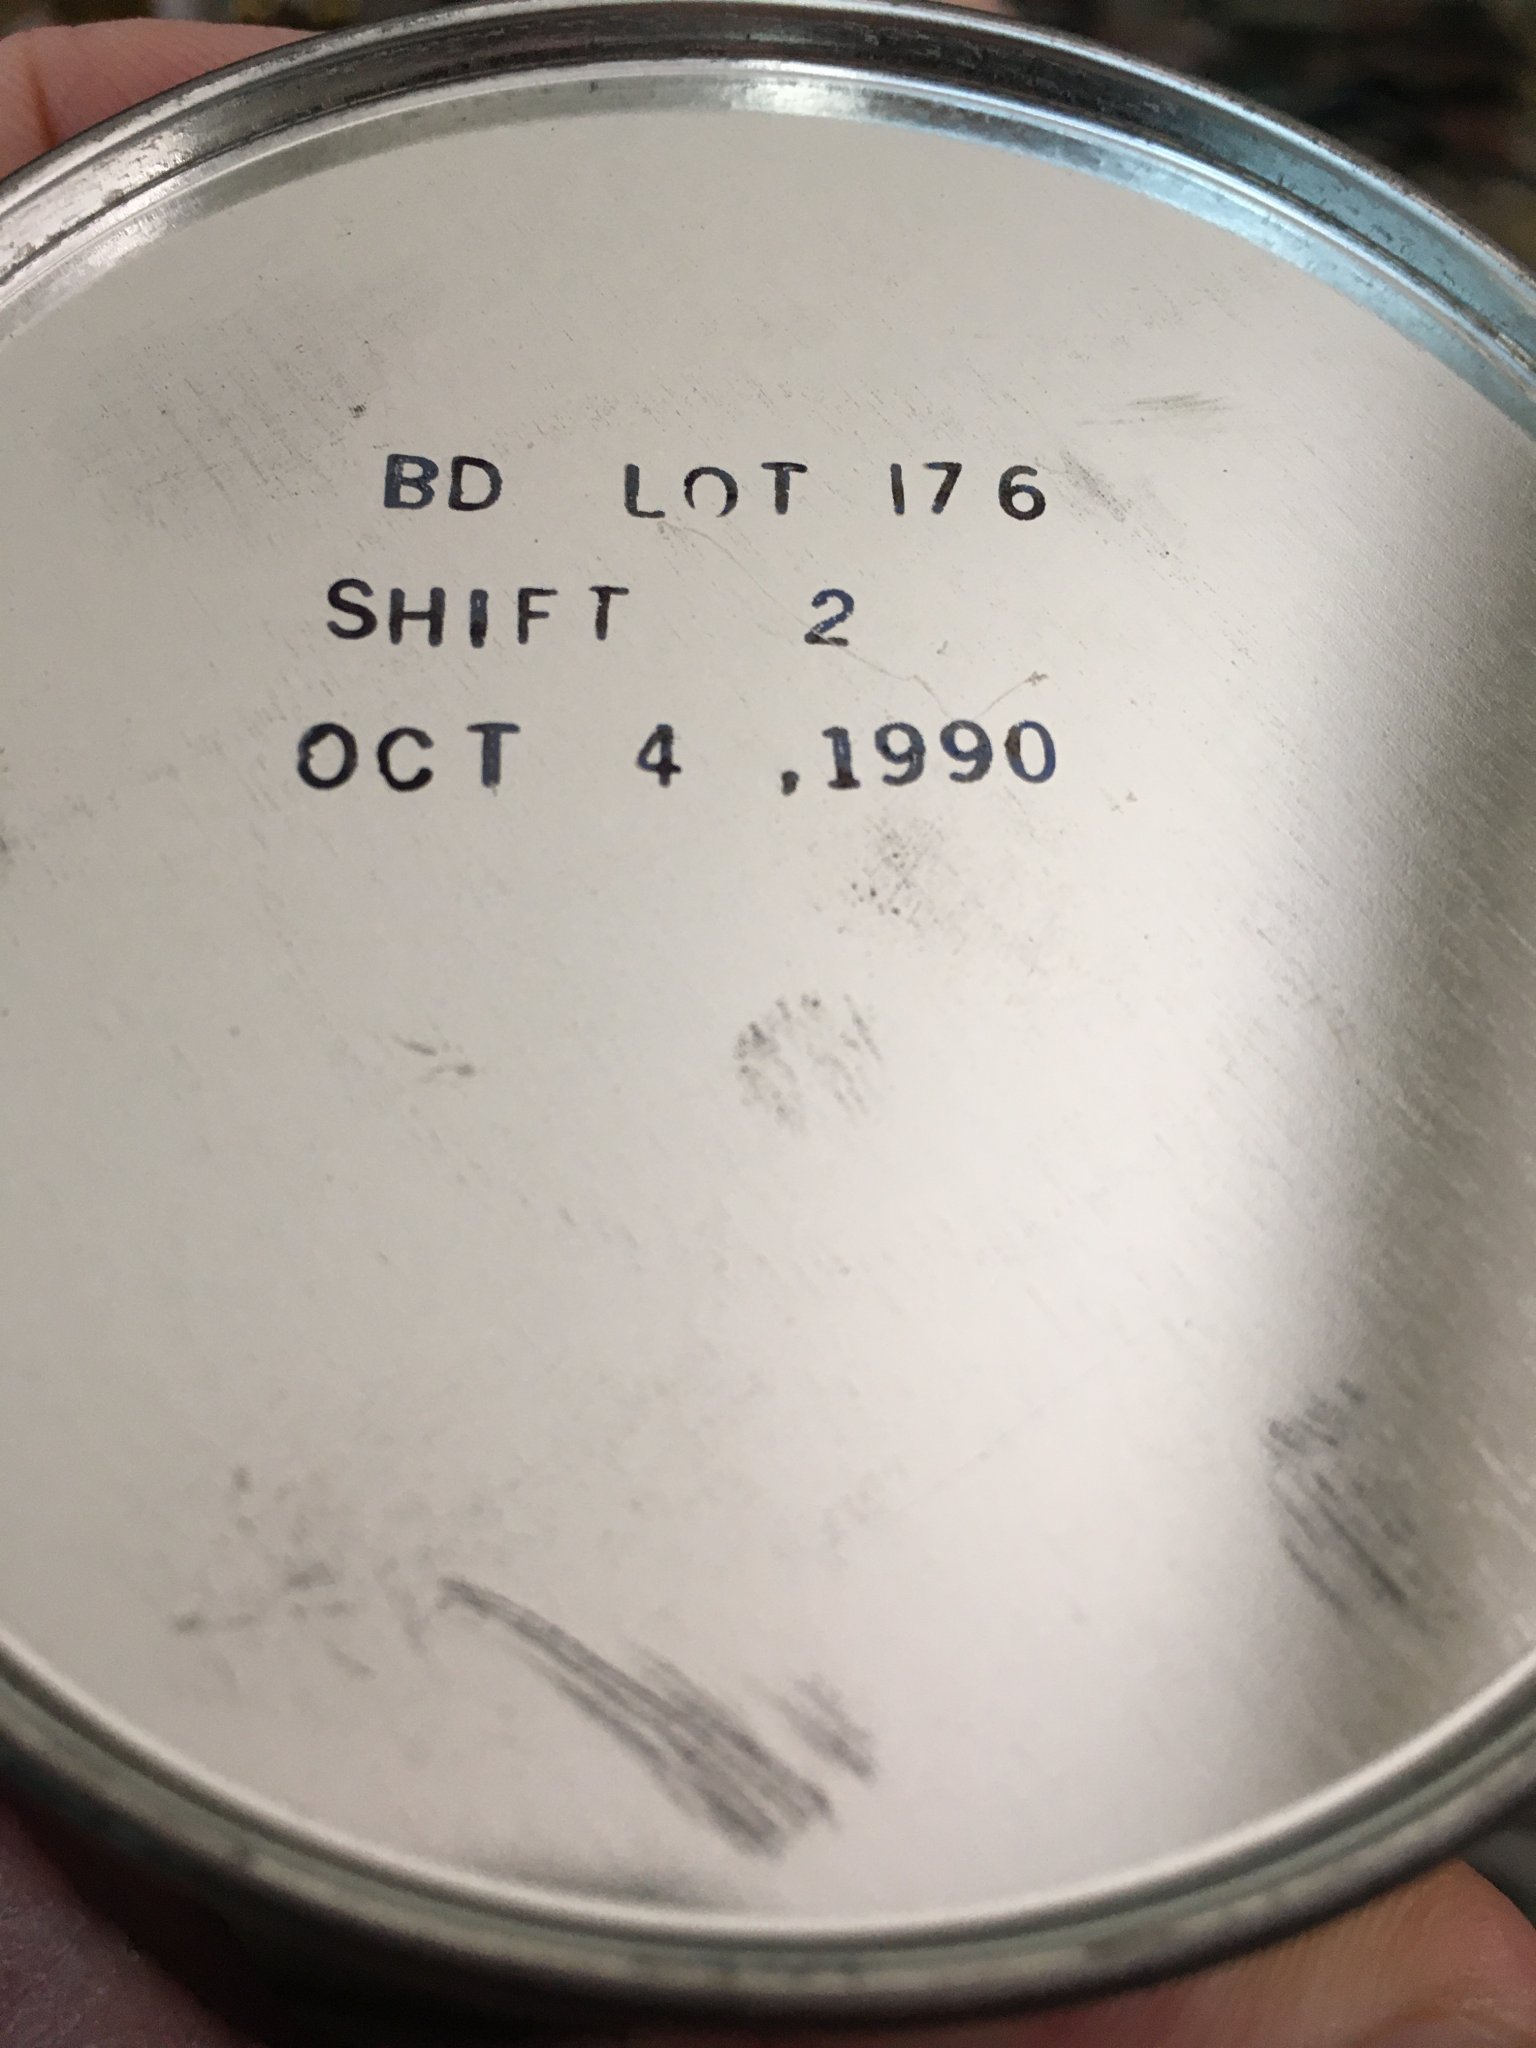 BD LOT 176
SHIFT 2
OCT 4 ,1990